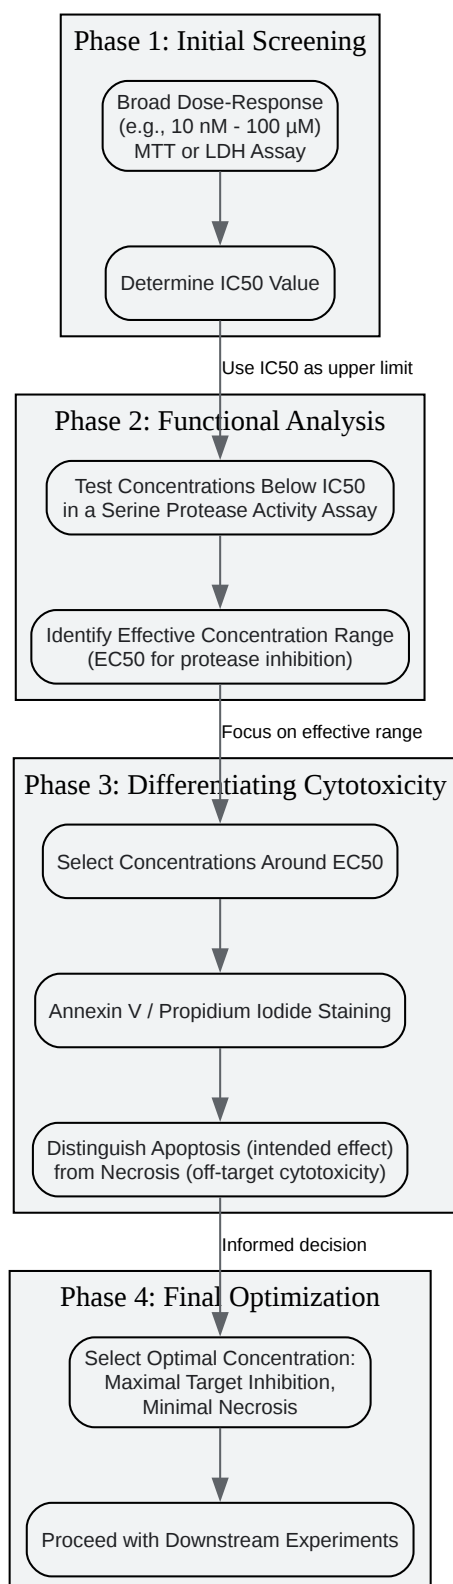 Phase 1: Initial Screening
Broad Dose-Response
(e.g., 10 nM - 100 µM)
MTT or LDH Assay
Determine IC50 Value
Use IC50 as upper limit
Phase 2: Functional Analysis
Test Concentrations Below IC50
in a Serine Protease Activity Assay
Identify Effective Concentration Range
(EC50 for protease inhibition)
Focus on effective range
Phase 3: Differentiating Cytotoxicity
Select Concentrations Around EC50
Annexin V / Propidium Iodide Staining
Distinguish Apoptosis (intended effect)
from Necrosis (off-target cytotoxicity)
Informed decision
Phase 4: Final Optimization
Select Optimal Concentration:
Maximal Target Inhibition,
Minimal Necrosis
Proceed with Downstream Experiments